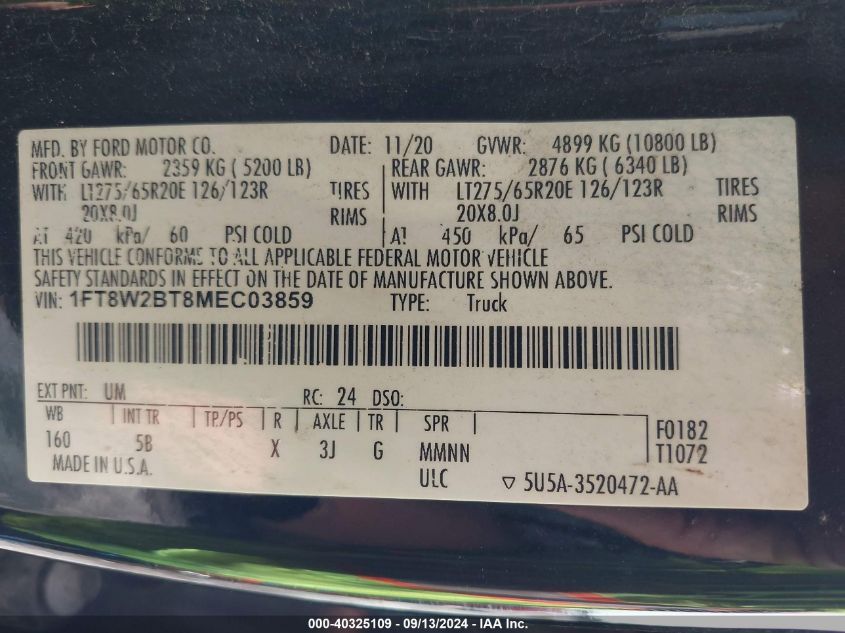 MFD. BY FORD MOTOR CO. DATE: 11/20 GVWR: 4899 KG (10800 LB)
FRONT GAWR: 2359 KG ( 5200 LB) REAR GAWR: 2876 KG ( 6340 LB)
WITH LT275/65R20E 126/123R TIRES WITH LT275/65R20E 126/123R TIRES
20X8.0J RIMS 20X8.0J RIMS
AT 420 kPa/ 60 PSI COLD AT 450 kPa/ 65 PSI COLD
THIS VEHICLE CONFORMS TO ALL APPLICABLE FEDERAL MOTOR VEHICLE
SAFETY STANDARDS IN EFFECT ON THE DATE OF MANUFACTURE SHOWN ABOVE.
VIN: 1FT8W2BT8MEC03859 TYPE: Truck
EXT PNT: UM RC: 24 DSO:
WB INT TR TP/PS R AXLE TR SPR F0182
160 5B X 3J G MMNN T1072
MADE IN U.S.A. ULC ▽ 5U5A-3520472-AA
000-40325109 - 09/13/2024 - IAA Inc.